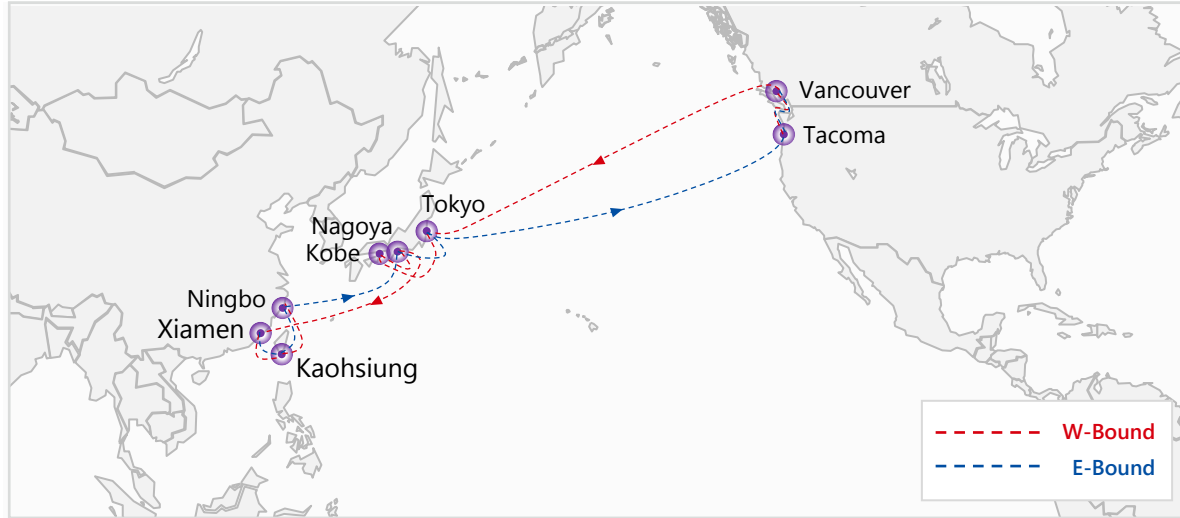 Vancouver
Tacoma
Tokyo
Nagoya
Kobe
Ningbo
Xiamen
Kaohsiung
W-Bound
E-Bound